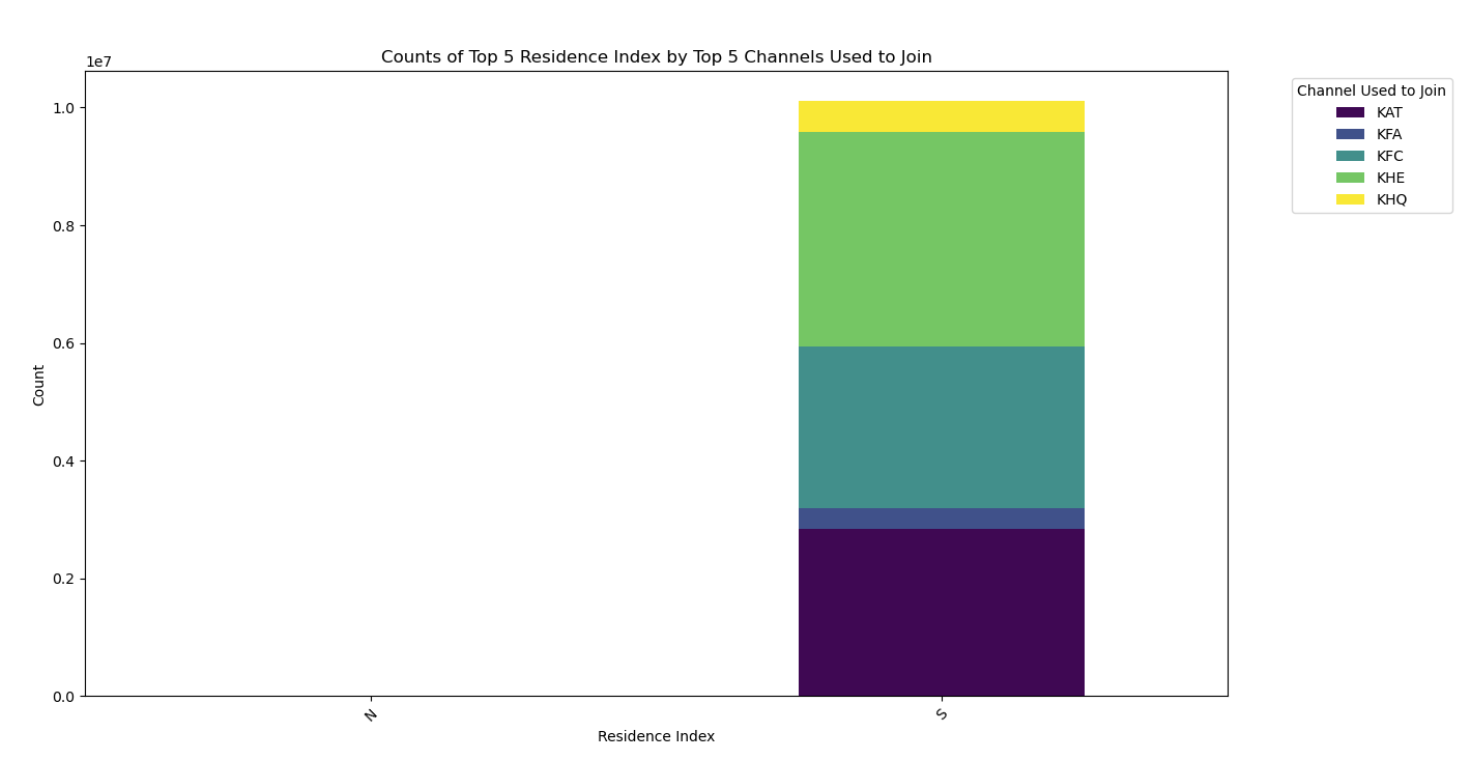 Counts of Top 5 Residence Index by Top 5 Channels Used to Join
1e7
1.0
0.8
0.6
0.4
0.2
0.0
Count
N
S
Residence Index
Channel Used to Join
KAT
KFA
KFC
KHE
KHQ